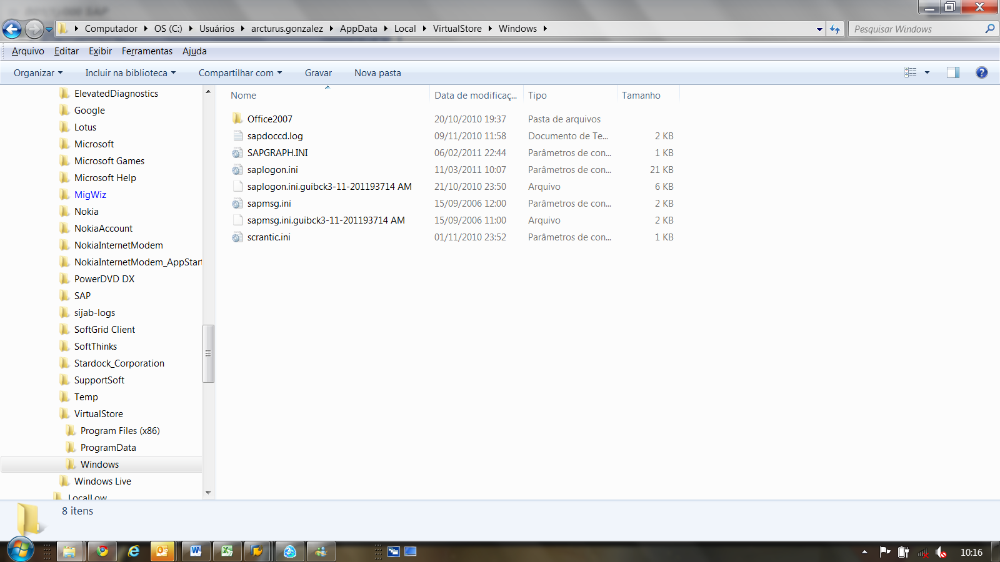 Computador OS (C:) Usuários arcturus.gonzalez AppData Local VirtualStore Windows
Pesquisar Windows
Arquivo Editar Exibir Ferramentas Ajuda
Organizar Incluir na biblioteca Compartilhar com Gravar Nova pasta
ElevatedDiagnostics
Google
Lotus
Microsoft
Microsoft Games
Microsoft Help
MigWiz
Nokia
NokiaAccount
NokiaInternetModem
NokiaInternetModem_AppStart
PowerDVD DX
SAP
sijab-logs
SoftGrid Client
SoftThinks
Stardock_Corporation
SupportSoft
Temp
VirtualStore
Program Files (x86)
ProgramData
Windows
Windows Live
LocalLow
Nome Data de modificaç... Tipo Tamanho
Office2007 20/10/2010 19:37 Pasta de arquivos
sapdoccd.log 09/11/2010 11:58 Documento de Te... 2 KB
SAPGRAPH.INI 06/02/2011 22:44 Parâmetros de con... 1 KB
saplogon.ini 11/03/2011 10:07 Parâmetros de con... 21 KB
saplogon.ini.guibck3-11-201193714 AM 21/10/2010 23:50 Arquivo 6 KB
sapmsg.ini 15/09/2006 12:00 Parâmetros de con... 2 KB
sapmsg.ini.guibck3-11-201193714 AM 15/09/2006 11:00 Arquivo 2 KB
scrantic.ini 01/11/2010 23:52 Parâmetros de con... 1 KB
8 itens
10:16